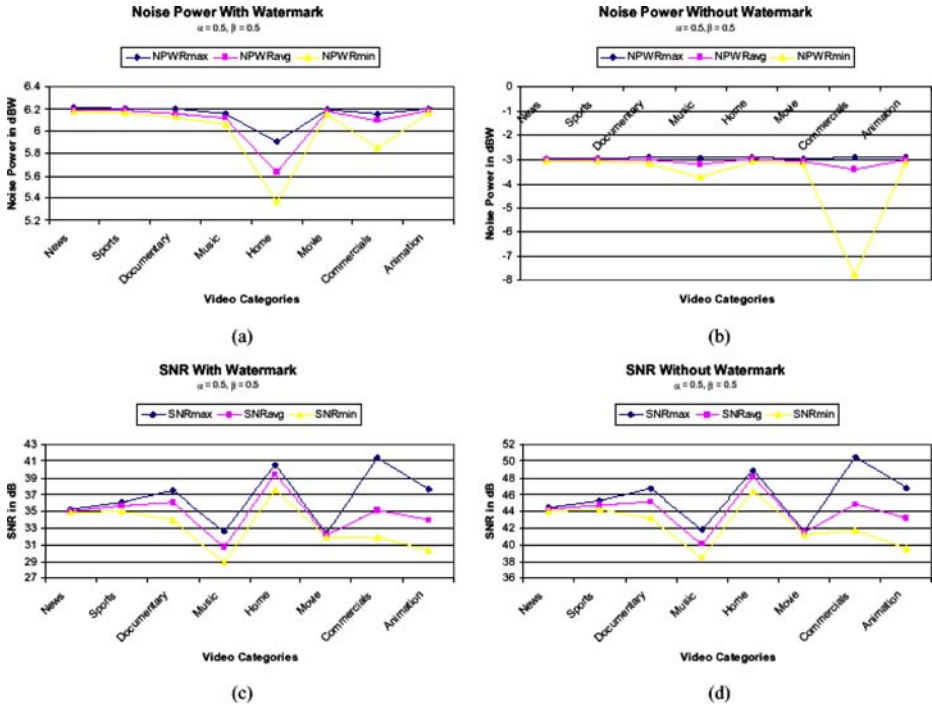 Noise Power With Watermark
α = 0.5, β = 0.5
NPWRmax NPWRavg NPWRmin
Noise Power in dBW
6.4
6.2
6
5.8
5.6
5.4
5.2
News Sports Documentary Music Home Movie Commercials Animation
Video Categories
(a)
Noise Power Without Watermark
α = 0.5, β = 0.5
NPWRmax NPWRavg NPWRmin
Noise Power in dBW
0
-1
-2
-3
-4
-5
-6
-7
-8
News Sports Documentary Music Home Movie Commercials Animation
Video Categories
(b)
SNR With Watermark
α = 0.5, β = 0.5
SNRmax SNRavg SNRmin
SNR in dB
43
41
39
37
35
33
31
29
27
News Sports Documentary Music Home Movie Commercials Animation
Video Categories
(c)
SNR Without Watermark
α = 0.5, β = 0.5
SNRmax SNRavg SNRmin
SNR in dB
52
50
48
46
44
42
40
38
36
News Sports Documentary Music Home Movie Commercials Animation
Video Categories
(d)